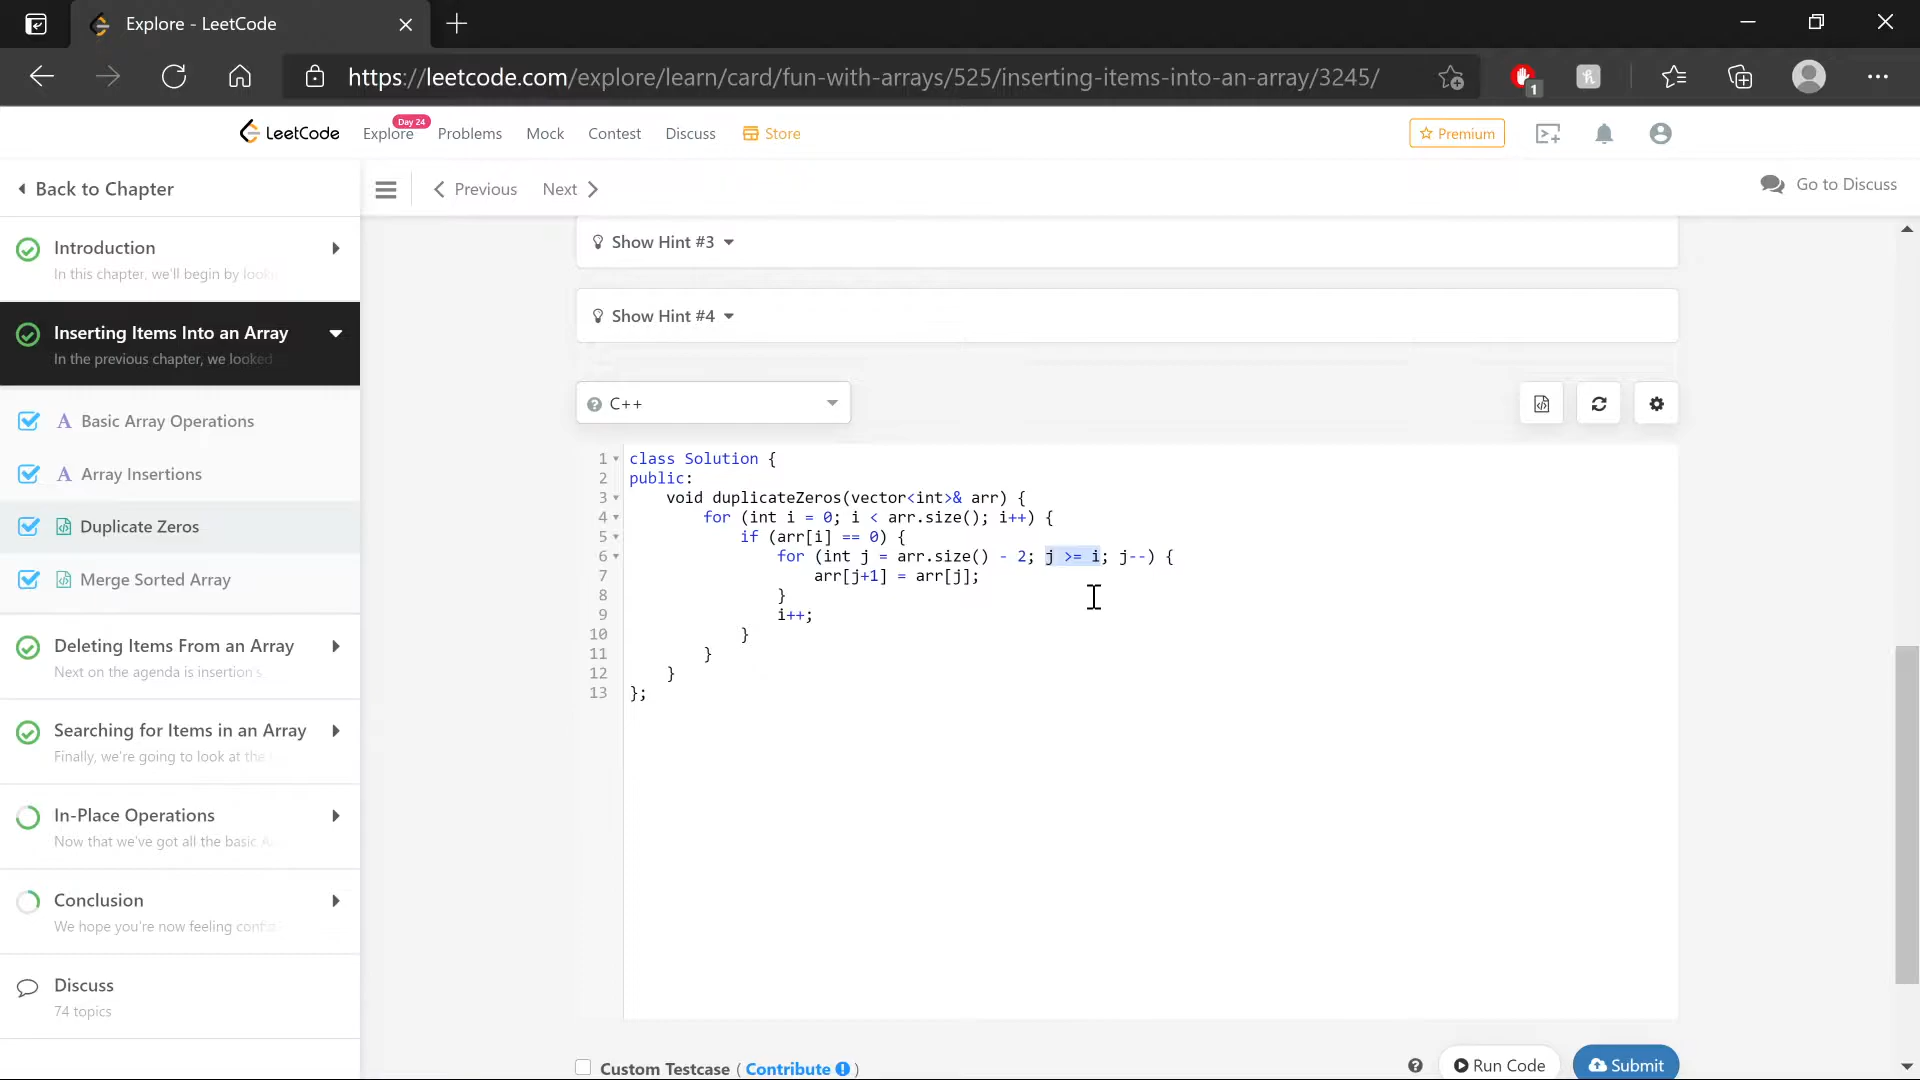 Explore - LeetCode
https://leetcode.com/explore/learn/card/fun-with-arrays/525/inserting-items-into-an-array/3245/
1
LeetCode
Explore
Day 24
Problems
Mock
Contest
Discuss
Store
Premium
Back to Chapter
Previous
Next
Go to Discuss
Introduction
In this chapter, we'll begin by
Inserting Items Into an Array
In the previous chapter, we looked
A Basic Array Operations
A Array Insertions
Duplicate Zeros
Merge Sorted Array
Deleting Items From an Array
Next on the agenda is insertion's
Searching for Items in an Array
Finally, we're going to look at the
In-Place Operations
Now that we've got all the basic
Conclusion
We hope you're now feeling
Discuss
74 topics
Show Hint #3
Show Hint #4
C++
1 class Solution {
2 public:
3 void duplicateZeros(vector<int>& arr) {
4 for (int i = 0; i < arr.size(); i++) {
5 if (arr[i] == 0) {
6 for (int j = arr.size() - 2; j >= i; j--) {
7 arr[j+1] = arr[j];
8 }
9 i++;
10 }
11 }
12 }
13 };
Custom Testcase ( Contribute )
Run Code
Submit